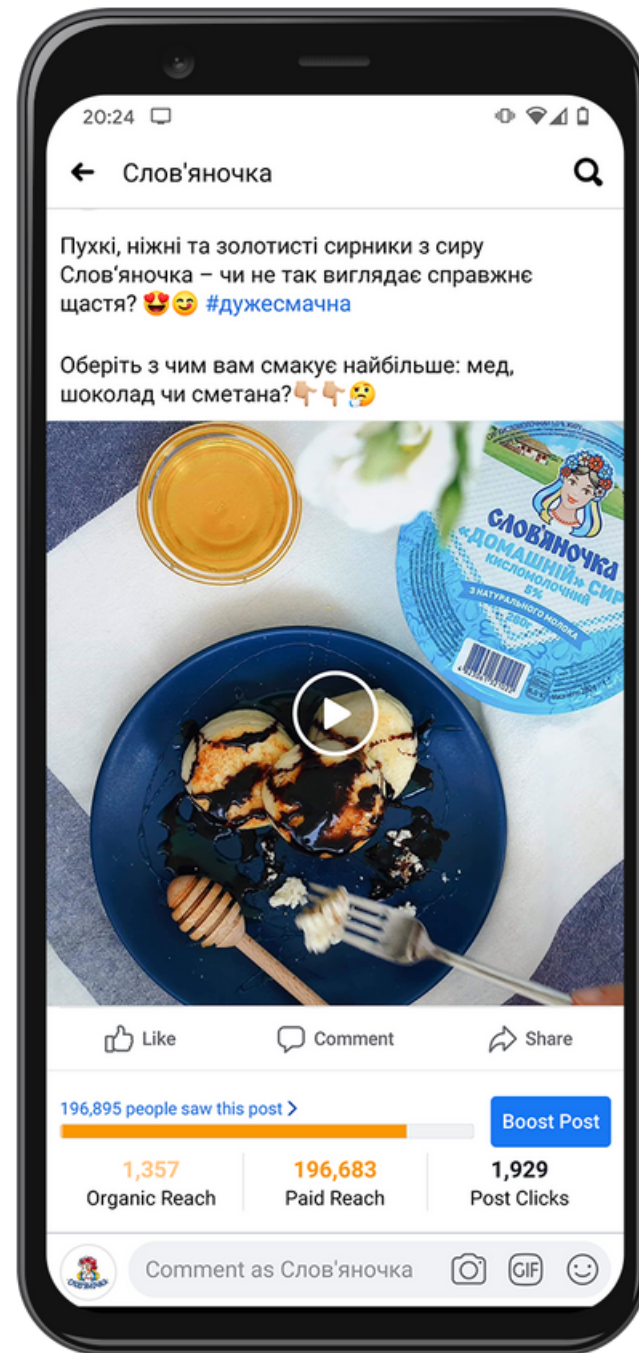 20:24
Слов'яночка
Пухкі, ніжні та золотисті сирники з сиру
Слов'яночка – чи не так виглядає справжнє
щастя? 😍😋 #дужесмачна
Оберіть з чим вам смакує найбільше: мед,
шоколад чи сметана?👇🏼👇🏼🤔
СЛОВ'ЯНОЧКА
«ДОМАШНІЙ» СИР
КИСЛОМОЛОЧНИЙ
5%
З НАТУРАЛЬНОГО МОЛОКА
280г
Like
Comment
Share
196,895 people saw this post
Boost Post
1,357
Organic Reach
196,683
Paid Reach
1,929
Post Clicks
Comment as Слов'яночка
GIF